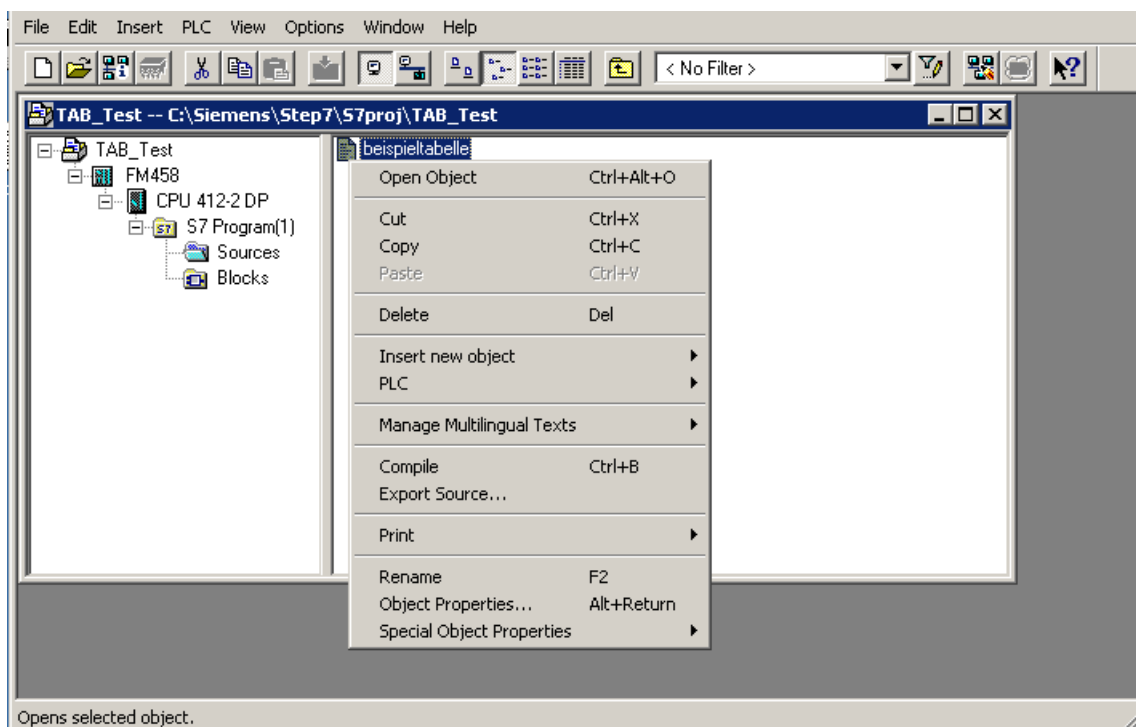 File Edit Insert PLC View Options Window Help
< No Filter >
TAB_Test -- C:\Siemens\Step7\S7proj\TAB_Test
TAB_Test
FM458
CPU 412-2 DP
S7 Program(1)
Sources
Blocks
beispieltabelle
Open Object Ctrl+Alt+O
Cut Ctrl+X
Copy Ctrl+C
Paste Ctrl+V
Delete Del
Insert new object
PLC
Manage Multilingual Texts
Compile Ctrl+B
Export Source...
Print
Rename F2
Object Properties... Alt+Return
Special Object Properties
Opens selected object.